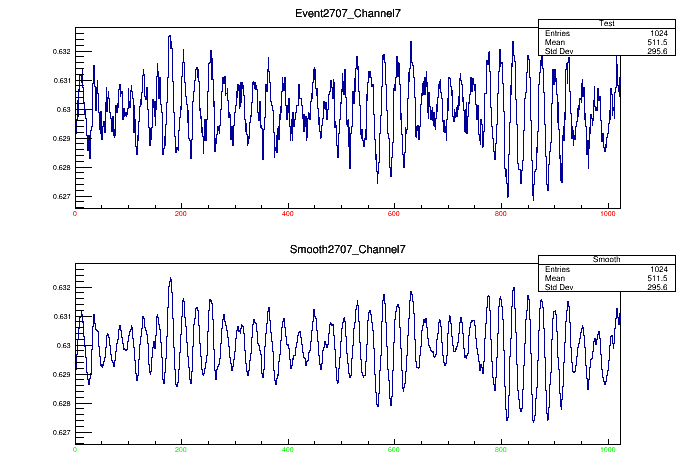 Event2707_Channel7
Test
Entries 1024
Mean 511.5
Std Dev 295.6
0.632
0.631
0.63
0.629
0.628
0.627
0 200 400 600 800 1000
Smooth2707_Channel7
Smooth
Entries 1024
Mean 511.5
Std Dev 295.6
0.632
0.631
0.63
0.629
0.628
0.627
0 200 400 600 800 1000